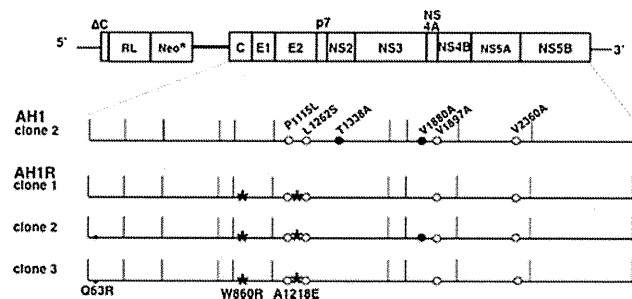 NS
4A
p7
ΔC
5' RL Neo^R C E1 E2 NS2 NS3 NS4B NS5A NS5B 3'
AH1
clone 2
P1115L
L1262S
T1338A
V1880A
V1897A
V2360A
AH1R
clone 1
clone 2
clone 3
Q63R
W860R
A1218E